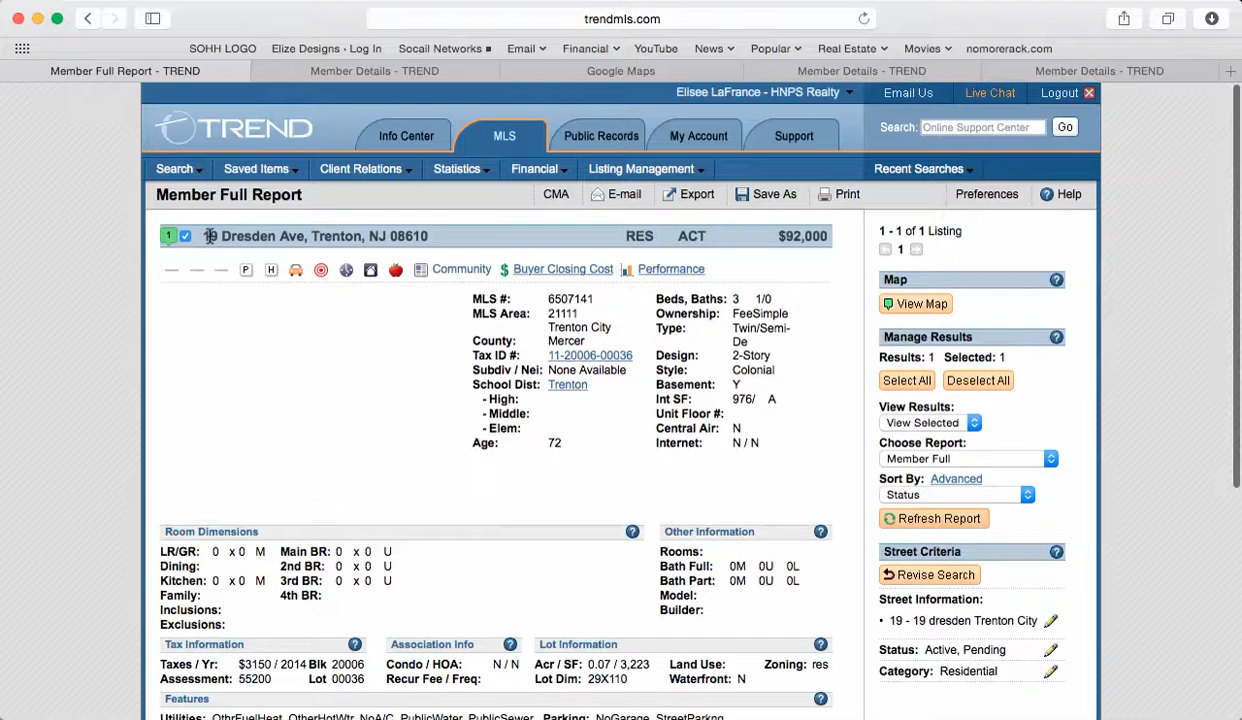 trendmls.com
SOHH LOGO Elize Designs · Log In Socail Networks Email Financial YouTube News Popular Real Estate Movies nomorerack.com
Member Full Report - TREND Member Details - TREND Google Maps Member Details - TREND Member Details - TREND
Elisee LaFrance - HNPS Realty Email Us Live Chat Logout
TREND Info Center MLS Public Records My Account Support Search: Online Support Center Go
Search Saved Items Client Relations Statistics Financial Listing Management Recent Searches
Member Full Report CMA E-mail Export Save As Print Preferences Help
1 19 Dresden Ave, Trenton, NJ 08610 RES ACT $92,000
P H Community $ Buyer Closing Cost Performance
MLS #: 6507141
MLS Area: 21111
Trenton City
County: Mercer
Tax ID #: 11-20006-00036
Subdiv / Nei: None Available
School Dist: Trenton
- High:
- Middle:
- Elem:
Age: 72
Beds, Baths: 3 1/0
Ownership: FeeSimple
Type: Twin/Semi-
De
Design: 2-Story
Style: Colonial
Basement: Y
Int SF: 976/ A
Unit Floor #:
Central Air: N
Internet: N / N
Room Dimensions ?
LR/GR: 0 x 0 M Main BR: 0 x 0 U
Dining: 2nd BR: 0 x 0 U
Kitchen: 0 x 0 M 3rd BR: 0 x 0 U
Family: 4th BR:
Inclusions:
Exclusions:
Other Information ?
Rooms:
Bath Full: 0M 0U 0L
Bath Part: 0M 0U 0L
Model:
Builder:
Tax Information ? Association Info ? Lot Information ?
Taxes / Yr: $3150 / 2014 Blk 20006 Condo / HOA: N / N Acr / SF: 0.07 / 3,223 Land Use: Zoning: res
Assessment: 55200 Lot 00036 Recur Fee / Freq: Lot Dim: 29X110 Waterfront: N
Features ?
Utilities: OthrFuelHeat, OtherHotWtr, NoA/C, PublicWater, PublicSewer Parking: NoGarage, StreetParkng
1 - 1 of 1 Listing
1
Map ?
View Map
Manage Results ?
Results: 1 Selected: 1
Select All Deselect All
View Results:
View Selected
Choose Report:
Member Full
Sort By: Advanced
Status
Refresh Report
Street Criteria ?
Revise Search
Street Information:
• 19 - 19 dresden Trenton City
Status: Active, Pending
Category: Residential